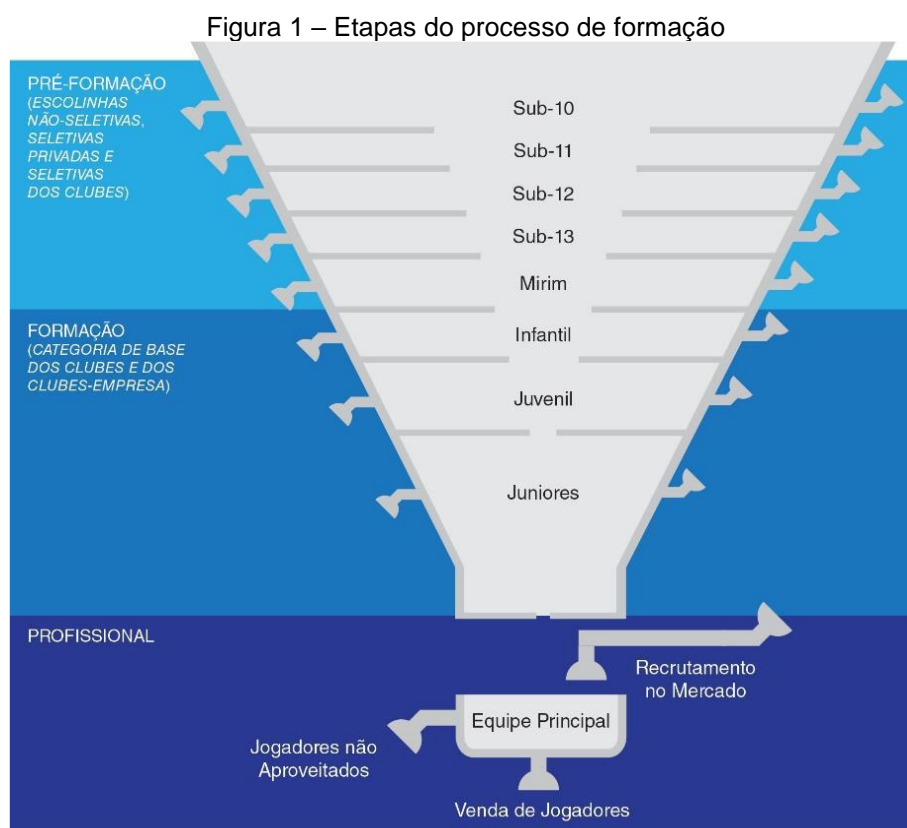 Figura 1 – Etapas do processo de formação
PRÉ-FORMAÇÃO
(ESCOLINHAS
NÃO-SELETIVAS,
SELETIVAS
PRIVADAS E
SELETIVAS
DOS CLUBES)
Sub-10
Sub-11
Sub-12
Sub-13
Mirim
FORMAÇÃO
(CATEGORIA DE BASE
DOS CLUBES E DOS
CLUBES-EMPRESA)
Infantil
Juvenil
Juniores
PROFISSIONAL
Recrutamento
no Mercado
Equipe Principal
Jogadores não
Aproveitados
Venda de Jogadores